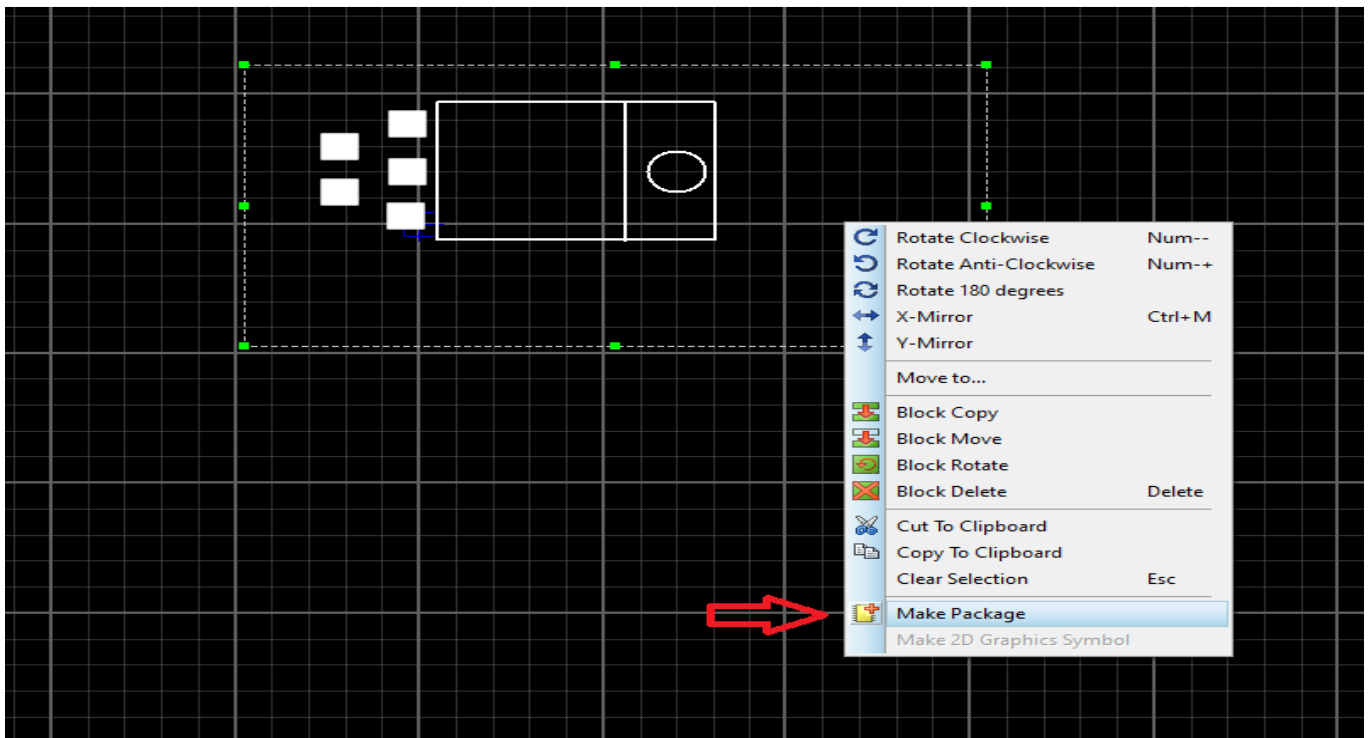 Rotate Clockwise Num--
Rotate Anti-Clockwise Num-+
Rotate 180 degrees
X-Mirror Ctrl+M
Y-Mirror
Move to...
Block Copy
Block Move
Block Rotate
Block Delete Delete
Cut To Clipboard
Copy To Clipboard
Clear Selection Esc
Make Package
Make 2D Graphics Symbol